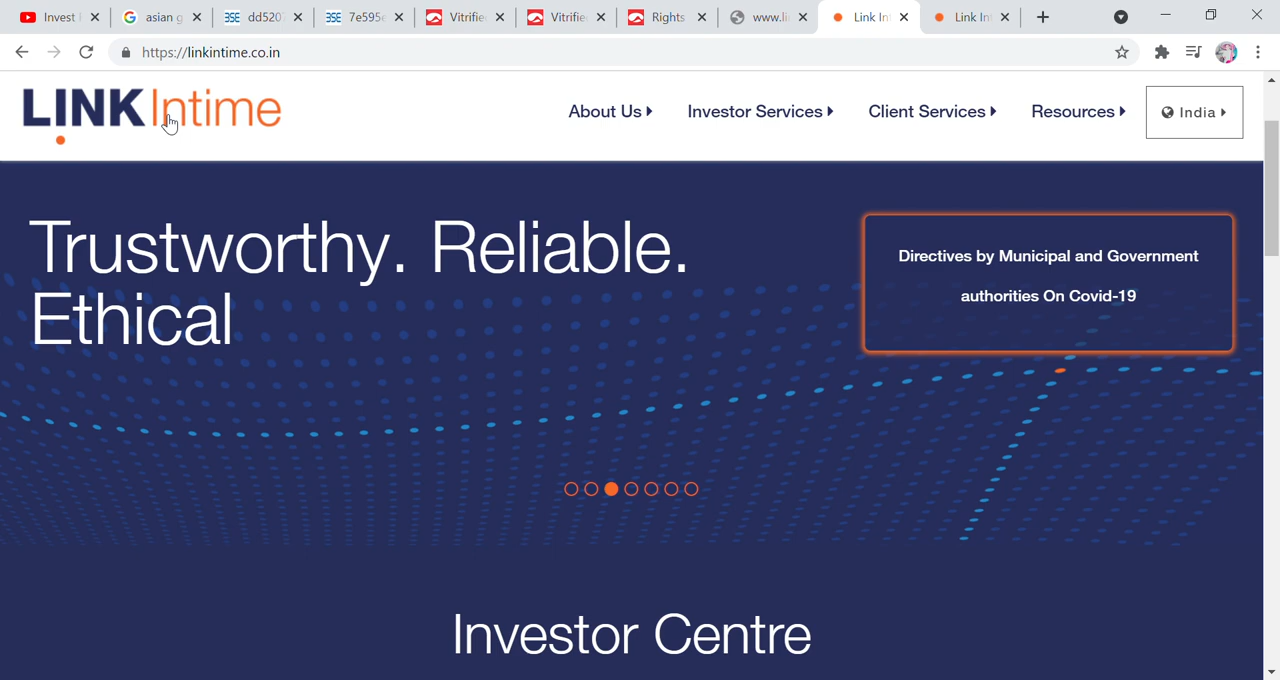 Invest
asian g
dd520
7e595e
Vitrifie
Vitrifie
Rights
www.li
Link In
Link In
https://linkintime.co.in
LINK Intime
About Us
Investor Services
Client Services
Resources
India
Trustworthy. Reliable.
Ethical
Directives by Municipal and Government
authorities On Covid-19
Investor Centre